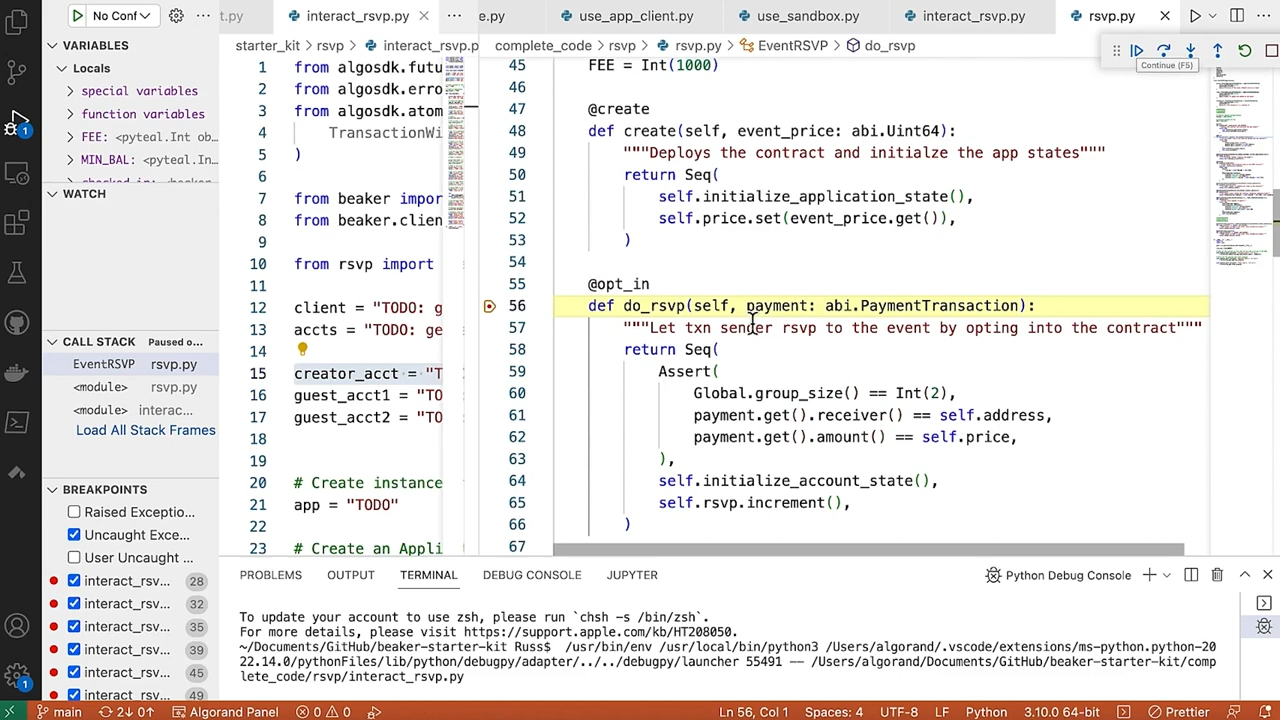 No Conf
t.py
interact_rsvp.py
e.py
use_app_client.py
use_sandbox.py
interact_rsvp.py
rsvp.py
Continue (F5)
VARIABLES
Locals
special variables
function variables
FEE: <pyteal.Int ob...
MIN_BAL: <pyteal.In...
WATCH
CALL STACK
Paused o...
EventRSVP rsvp.py
<module> rsvp.py
<module> interac...
Load All Stack Frames
BREAKPOINTS
Raised Exceptio...
Uncaught Exce...
User Uncaught ...
interact_rsv... 28
interact_rsv... 32
interact_rsv... 35
interact_rsv... 39
interact_rsv... 45
interact_rsv... 49
starter_kit > rsvp > interact_rsvp.p
1 from algosdk.futu
2 from algosdk.erro
3 from algosdk.atom
4 TransactionWi
5 )
6
7 from beaker impor
8 from beaker.clien
9
10 from rsvp import
11
12 client = "TODO: g
13 accts = "TODO: ge
14
15 creator_acct = "T
16 guest_acct1 = "TO
17 guest_acct2 = "TO
18
19
20 # Create instance
21 app = "TODO"
22
23 # Create an Appli
complete_code > rsvp > rsvp.py > EventRSVP > do_rsvp
45 FEE = Int(1000)
46
47 @create
48 def create(self, event_price: abi.Uint64):
49 """Deploys the contract and initialze the app states"""
50 return Seq(
51 self.initialize_application_state(),
52 self.price.set(event_price.get()),
53 )
54
55 @opt_in
56 def do_rsvp(self, payment: abi.PaymentTransaction):
57 """Let txn sender rsvp to the event by opting into the contract"""
58 return Seq(
59 Assert(
60 Global.group_size() == Int(2),
61 payment.get().receiver() == self.address,
62 payment.get().amount() == self.price,
63 ),
64 self.initialize_account_state(),
65 self.rsvp.increment(),
66 )
67
PROBLEMS OUTPUT TERMINAL DEBUG CONSOLE JUPYTER
Python Debug Console
To update your account to use zsh, please run `chsh -s /bin/zsh`.
For more details, please visit https://support.apple.com/kb/HT208050.
~/Documents/GitHub/beaker-starter-kit Russ$ /usr/bin/env /usr/local/bin/python3 /Users/algorand/.vscode/extensions/ms-python.python-20
22.14.0/pythonFiles/lib/python/debugpy/adapter/../../debugpy/launcher 55491 -- /Users/algorand/Documents/GitHub/beaker-starter-kit/comp
lete_code/rsvp/interact_rsvp.py
1
1
main 2↓ 0↑ Algorand Panel 0 0
Ln 56, Col 1 Spaces: 4 UTF-8 LF Python 3.10.0 64-bit Prettier